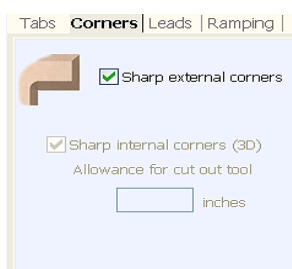 Tabs Corners | Leads | Ramping |
Sharp external corners
Sharp internal corners (3D)
Allowance for cut out tool
inches